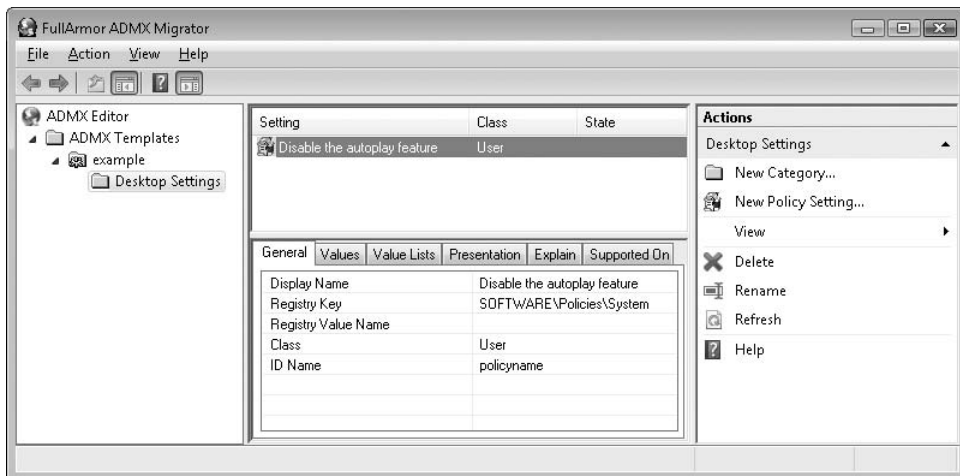 FullArmor ADMX Migrator
File Action View Help
ADMX Editor
ADMX Templates
example
Desktop Settings
Setting Class State
Disable the autoplay feature User
General Values Value Lists Presentation Explain Supported On
Display Name Disable the autoplay feature
Registry Key SOFTWARE\Policies\System
Registry Value Name
Class User
ID Name policyname
Actions
Desktop Settings
New Category...
New Policy Setting...
View
Delete
Rename
Refresh
Help